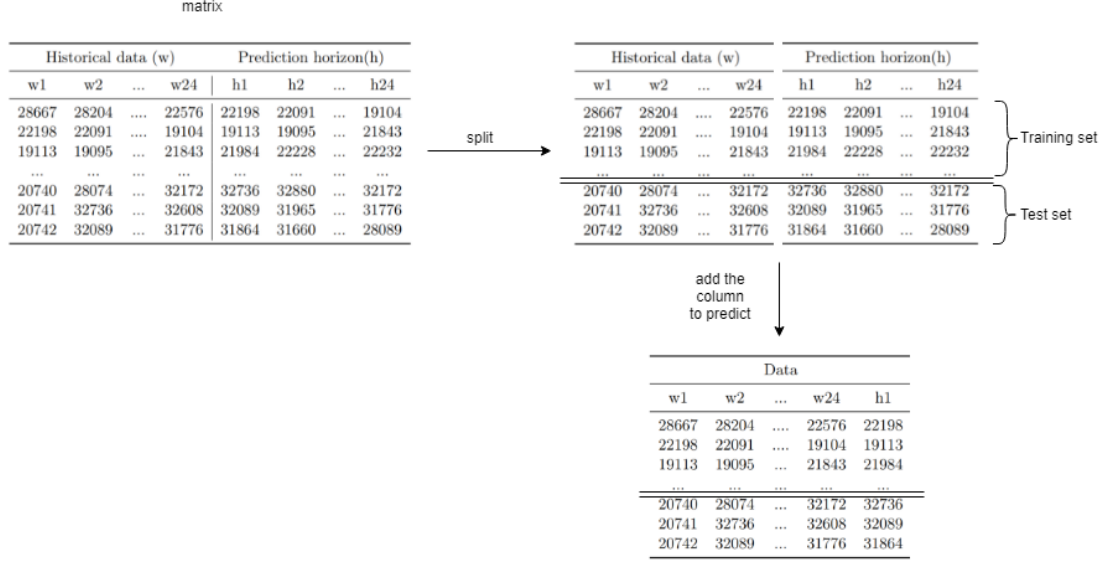 matrix
Historical data (w) Prediction horizon(h)
w1 w2 ... w24 h1 h2 ... h24
28667 28204 .... 22576 22198 22091 ... 19104
22198 22091 .... 19104 19113 19095 ... 21843
19113 19095 ... 21843 21984 22228 ... 22232
... ... ... ... ... ... ... ...
20740 28074 ... 32172 32736 32880 ... 32172
20741 32736 ... 32608 32089 31965 ... 31776
20742 32089 ... 31776 31864 31660 ... 28089
split
Historical data (w) Prediction horizon(h)
w1 w2 ... w24 h1 h2 ... h24
28667 28204 .... 22576 22198 22091 ... 19104
22198 22091 .... 19104 19113 19095 ... 21843
19113 19095 ... 21843 21984 22228 ... 22232
... ... ... ... ... ... ... ...
20740 28074 ... 32172 32736 32880 ... 32172
20741 32736 ... 32608 32089 31965 ... 31776
20742 32089 ... 31776 31864 31660 ... 28089
Training set
Test set
add the
column
to predict
Data
w1 w2 ... w24 h1
28667 28204 .... 22576 22198
22198 22091 .... 19104 19113
19113 19095 ... 21843 21984
... ... ... ... ...
20740 28074 ... 32172 32736
20741 32736 ... 32608 32089
20742 32089 ... 31776 31864